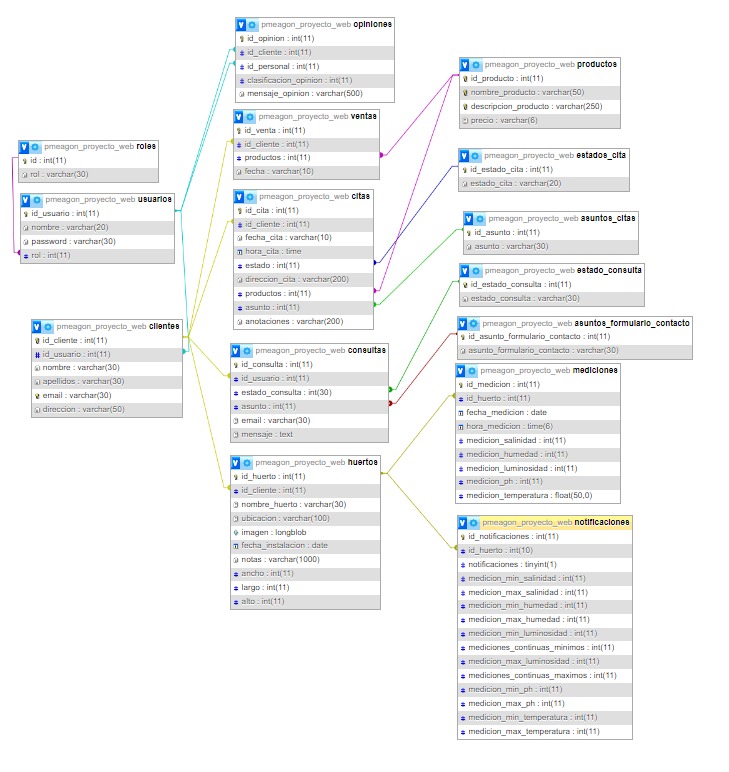 pmeagon_proyecto_web opiniones
id_opinion : int(11)
id_cliente : int(11)
id_personal : int(11)
clasificacion_opinion : int(11)
mensaje_opinion : varchar(500)
pmeagon_proyecto_web productos
id_producto : int(11)
nombre_producto : varchar(50)
descripcion_producto : varchar(250)
precio : varchar(6)
pmeagon_proyecto_web ventas
id_venta : int(11)
id_cliente : int(11)
productos : int(11)
fecha : varchar(10)
pmeagon_proyecto_web roles
id : int(11)
rol : varchar(30)
pmeagon_proyecto_web estados_cita
id_estado_cita : int(11)
estado_cita : varchar(20)
pmeagon_proyecto_web usuarios
id_usuario : int(11)
nombre : varchar(20)
password : varchar(30)
rol : int(11)
pmeagon_proyecto_web citas
id_cita : int(11)
id_cliente : int(11)
fecha_cita : varchar(10)
hora_cita : time
estado : int(11)
direccion_cita : varchar(200)
productos : int(11)
asunto : int(11)
anotaciones : varchar(200)
pmeagon_proyecto_web asuntos_citas
id_asunto : int(11)
asunto : varchar(30)
pmeagon_proyecto_web estado_consulta
id_estado_consulta : int(11)
estado_consulta : varchar(30)
pmeagon_proyecto_web clientes
id_cliente : int(11)
id_usuario : int(11)
nombre : varchar(30)
apellidos : varchar(30)
email : varchar(30)
direccion : varchar(50)
pmeagon_proyecto_web asuntos_formulario_contacto
id_asunto_formulario_contacto : int(11)
asunto_formulario_contacto : varchar(30)
pmeagon_proyecto_web consultas
id_consulta : int(11)
id_usuario : int(11)
estado_consulta : int(30)
asunto : int(11)
email : varchar(30)
mensaje : text
pmeagon_proyecto_web mediciones
id_medicion : int(11)
id_huerto : int(11)
fecha_medicion : date
hora_medicion : time(6)
medicion_salinidad : int(11)
medicion_humedad : int(11)
medicion_luminosidad : int(11)
medicion_ph : int(11)
medicion_temperatura : float(50,0)
pmeagon_proyecto_web huertos
id_huerto : int(11)
id_cliente : int(11)
nombre_huerto : varchar(30)
ubicacion : varchar(100)
imagen : longblob
fecha_instalacion : date
notas : varchar(1000)
ancho : int(11)
largo : int(11)
alto : int(11)
pmeagon_proyecto_web notificaciones
id_notificaciones : int(11)
id_huerto : int(10)
notificaciones : tinyint(1)
medicion_min_salinidad : int(11)
medicion_max_salinidad : int(11)
medicion_min_humedad : int(11)
medicion_max_humedad : int(11)
medicion_min_luminosidad : int(11)
mediciones_continuas_minimos : int(11)
medicion_max_luminosidad : int(11)
mediciones_continuas_maximos : int(11)
medicion_min_ph : int(11)
medicion_max_ph : int(11)
medicion_min_temperatura : int(11)
medicion_max_temperatura : int(11)